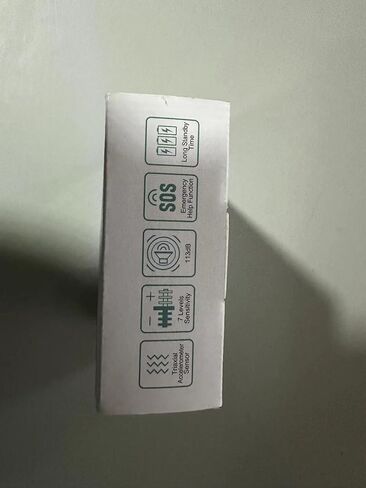 Triaxial
Accelerometer
Sensor
− +
7 Levels
Sensitivity
113dB
SOS
Emergency
Help Function
Long Standby
Time